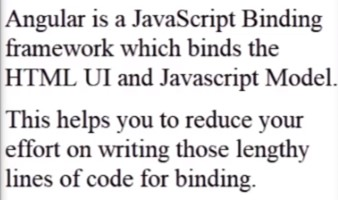 Angular is a JavaScript Binding
framework which binds the
HTML UI and Javascript Model.
This helps you to reduce your
effort on writing those lengthy
lines of code for binding.